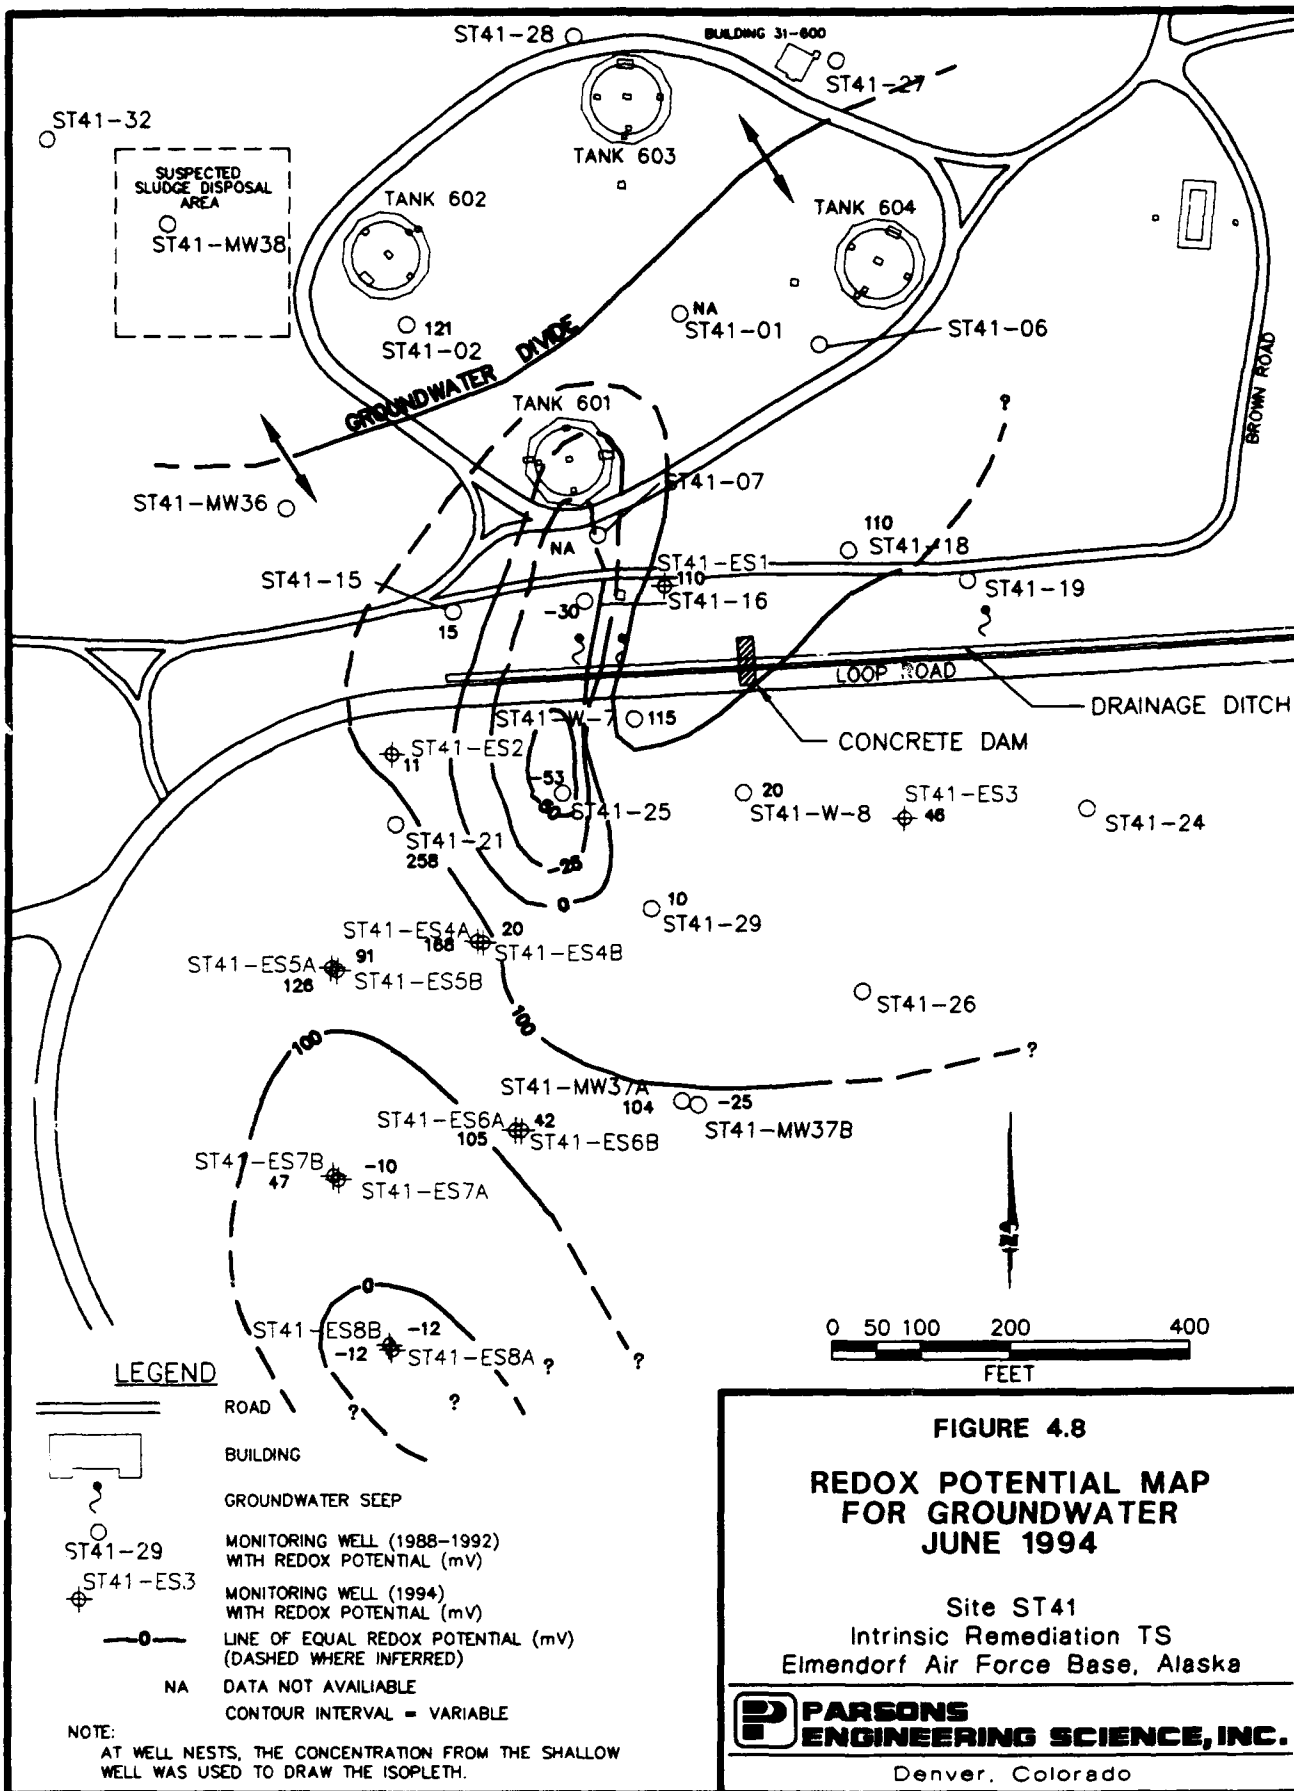 ST41-28
BUILDING 31-600
ST41-27
ST41-32
SUSPECTED
SLUDGE DISPOSAL
AREA
ST41-MW38
TANK 603
TANK 602
TANK 604
NA
ST41-01
ST41-06
121
ST41-02
GROUNDWATER DIVIDE
BROWN ROAD
TANK 601
?
ST41-07
ST41-MW36
NA
110
ST41-18
ST41-ES1
110
ST41-15
ST41-16
ST41-19
-30
15
LOOP ROAD
DRAINAGE DITCH
ST41-W-7
115
CONCRETE DAM
ST41-ES2
11
-53
ST41-25
20
ST41-W-8
ST41-ES3
46
ST41-24
ST41-21
258
-25
0
10
ST41-29
ST41-ES4A
168
20
ST41-ES4B
ST41-ES5A
126
91
ST41-ES5B
ST41-26
100
100
?
ST41-MW37A
104
-25
ST41-MW37B
ST41-ES6A
105
42
ST41-ES6B
ST41-ES7B
47
-10
ST41-ES7A
0
ST41-ES8B
-12
-12
ST41-ES8A
?
?
?
?
0 50 100 200 400
FEET
LEGEND
ROAD
BUILDING
GROUNDWATER SEEP
ST41-29
MONITORING WELL (1988-1992)
WITH REDOX POTENTIAL (mV)
ST41-ES3
MONITORING WELL (1994)
WITH REDOX POTENTIAL (mV)
0
LINE OF EQUAL REDOX POTENTIAL (mV)
(DASHED WHERE INFERRED)
NA DATA NOT AVAILIABLE
CONTOUR INTERVAL = VARIABLE
NOTE:
AT WELL NESTS, THE CONCENTRATION FROM THE SHALLOW
WELL WAS USED TO DRAW THE ISOPLETH.
FIGURE 4.8
REDOX POTENTIAL MAP
FOR GROUNDWATER
JUNE 1994
Site ST41
Intrinsic Remediation TS
Elmendorf Air Force Base, Alaska
PARSONS
ENGINEERING SCIENCE, INC.
Denver, Colorado